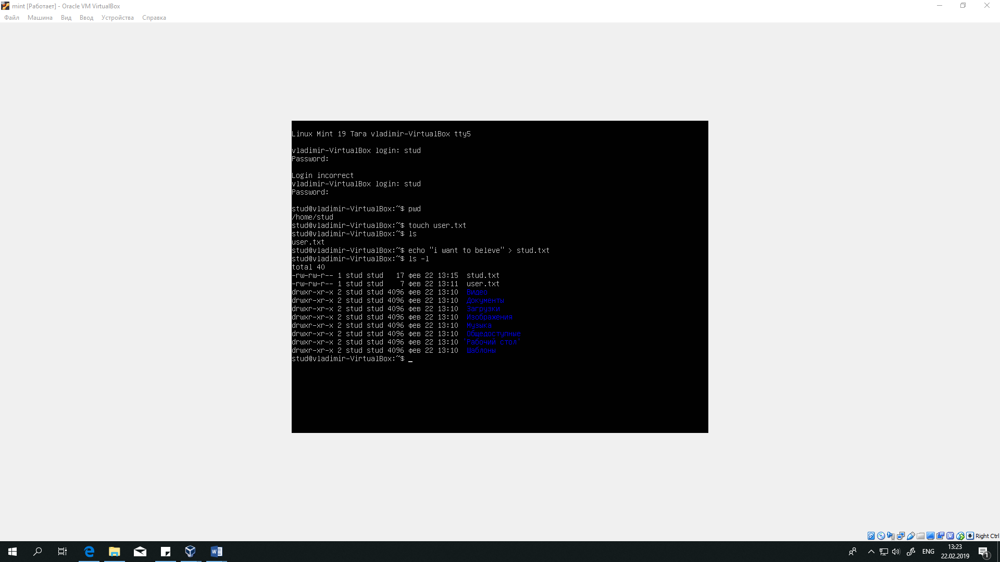 mint [Работает] - Oracle VM VirtualBox
Файл Машина Вид Ввод Устройства Справка
Linux Mint 19 Tara vladimir-VirtualBox tty5
vladimir-VirtualBox login: stud
Password:
Login incorrect
vladimir-VirtualBox login: stud
Password:
stud@vladimir-VirtualBox:~$ pwd
/home/stud
stud@vladimir-VirtualBox:~$ touch user.txt
stud@vladimir-VirtualBox:~$ ls
user.txt
stud@vladimir-VirtualBox:~$ echo "i want to beleve" > stud.txt
stud@vladimir-VirtualBox:~$ ls -l
total 40
-rw-rw-r-- 1 stud stud   17 фев 22 13:15  stud.txt
-rw-rw-r-- 1 stud stud    7 фев 22 13:11  user.txt
drwxr-xr-x 2 stud stud 4096 фев 22 13:10  Видео
drwxr-xr-x 2 stud stud 4096 фев 22 13:10  Документы
drwxr-xr-x 2 stud stud 4096 фев 22 13:10  Загрузки
drwxr-xr-x 2 stud stud 4096 фев 22 13:10  Изображения
drwxr-xr-x 2 stud stud 4096 фев 22 13:10  Музыка
drwxr-xr-x 2 stud stud 4096 фев 22 13:10  Общедоступные
drwxr-xr-x 2 stud stud 4096 фев 22 13:10 'Рабочий стол'
drwxr-xr-x 2 stud stud 4096 фев 22 13:10  Шаблоны
stud@vladimir-VirtualBox:~$ _
Right Ctrl
ENG
13:23
22.02.2019
1